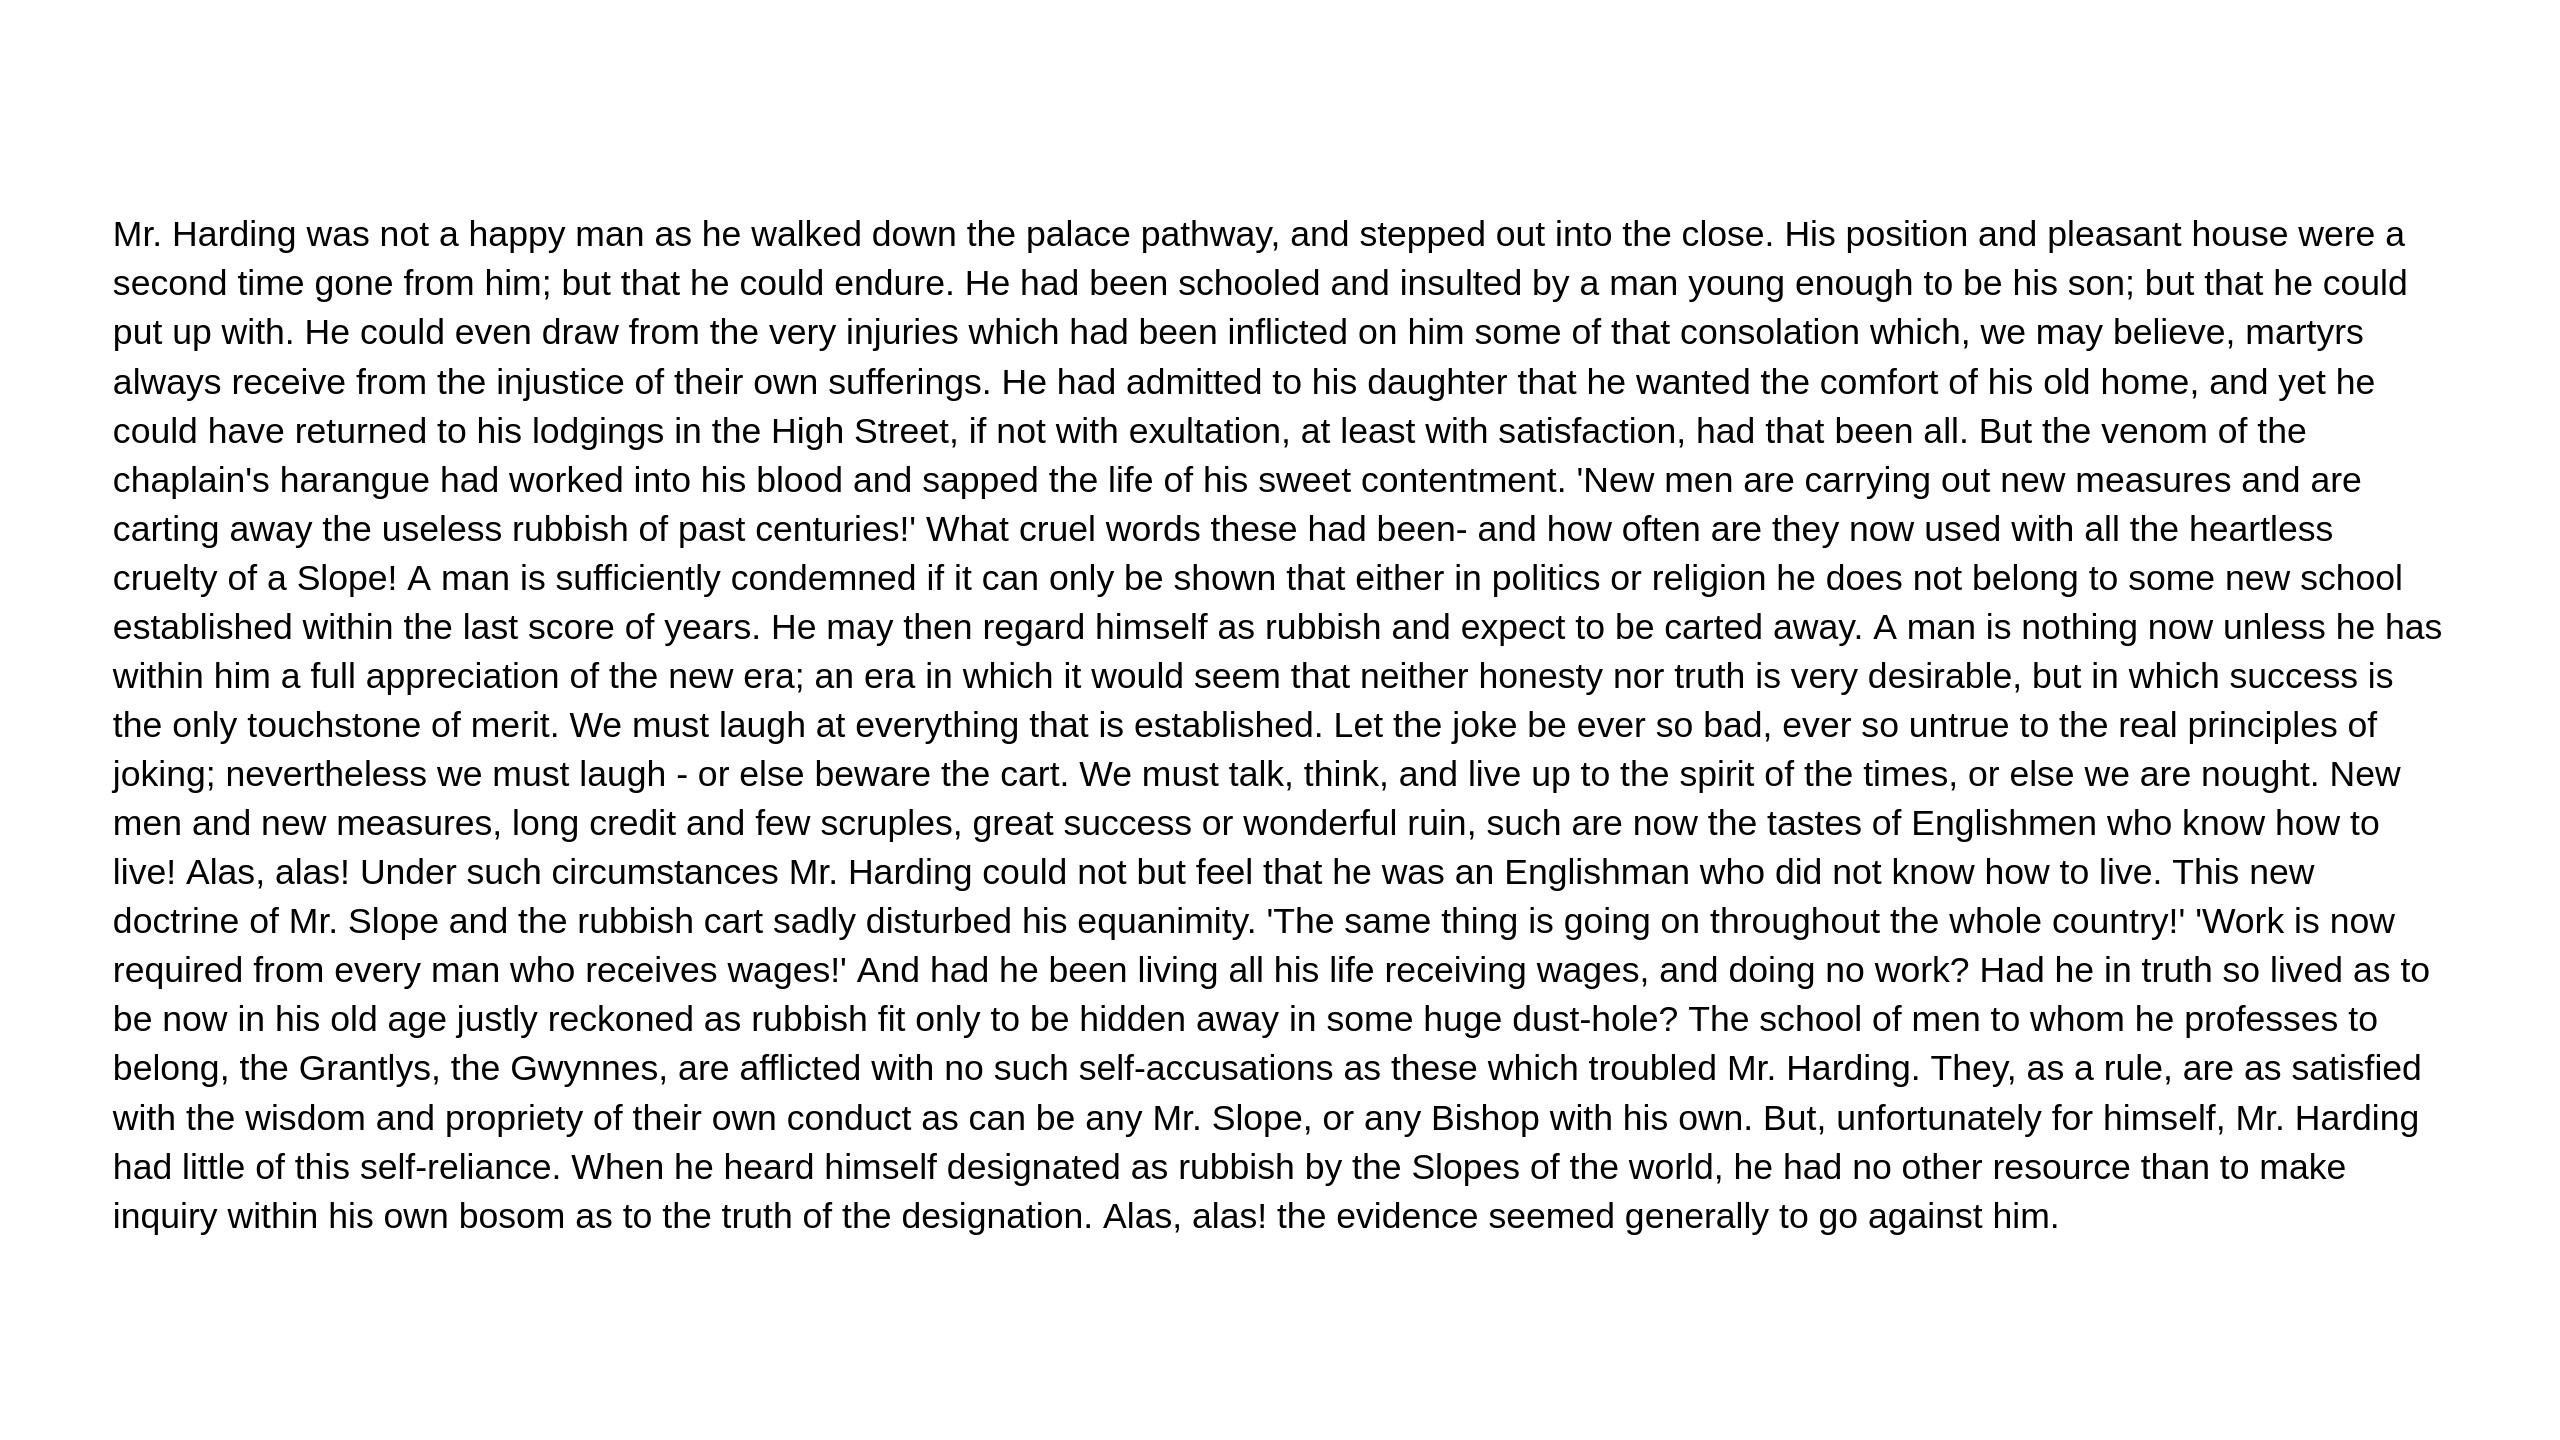 Mr. Harding was not a happy man as he walked down the palace pathway, and stepped out into the close. His position and pleasant house were a
second time gone from him; but that he could endure. He had been schooled and insulted by a man young enough to be his son; but that he could
put up with. He could even draw from the very injuries which had been inflicted on him some of that consolation which, we may believe, martyrs
always receive from the injustice of their own sufferings. He had admitted to his daughter that he wanted the comfort of his old home, and yet he
could have returned to his lodgings in the High Street, if not with exultation, at least with satisfaction, had that been all. But the venom of the
chaplain's harangue had worked into his blood and sapped the life of his sweet contentment. 'New men are carrying out new measures and are
carting away the useless rubbish of past centuries!' What cruel words these had been- and how often are they now used with all the heartless
cruelty of a Slope! A man is sufficiently condemned if it can only be shown that either in politics or religion he does not belong to some new school
established within the last score of years. He may then regard himself as rubbish and expect to be carted away. A man is nothing now unless he has
within him a full appreciation of the new era; an era in which it would seem that neither honesty nor truth is very desirable, but in which success is
the only touchstone of merit. We must laugh at everything that is established. Let the joke be ever so bad, ever so untrue to the real principles of
joking; nevertheless we must laugh - or else beware the cart. We must talk, think, and live up to the spirit of the times, or else we are nought. New
men and new measures, long credit and few scruples, great success or wonderful ruin, such are now the tastes of Englishmen who know how to
live! Alas, alas! Under such circumstances Mr. Harding could not but feel that he was an Englishman who did not know how to live. This new
doctrine of Mr. Slope and the rubbish cart sadly disturbed his equanimity. 'The same thing is going on throughout the whole country!' 'Work is now
required from every man who receives wages!' And had he been living all his life receiving wages, and doing no work? Had he in truth so lived as to
be now in his old age justly reckoned as rubbish fit only to be hidden away in some huge dust-hole? The school of men to whom he professes to
belong, the Grantlys, the Gwynnes, are afflicted with no such self-accusations as these which troubled Mr. Harding. They, as a rule, are as satisfied
with the wisdom and propriety of their own conduct as can be any Mr. Slope, or any Bishop with his own. But, unfortunately for himself, Mr. Harding
had little of this self-reliance. When he heard himself designated as rubbish by the Slopes of the world, he had no other resource than to make
inquiry within his own bosom as to the truth of the designation. Alas, alas! the evidence seemed generally to go against him.